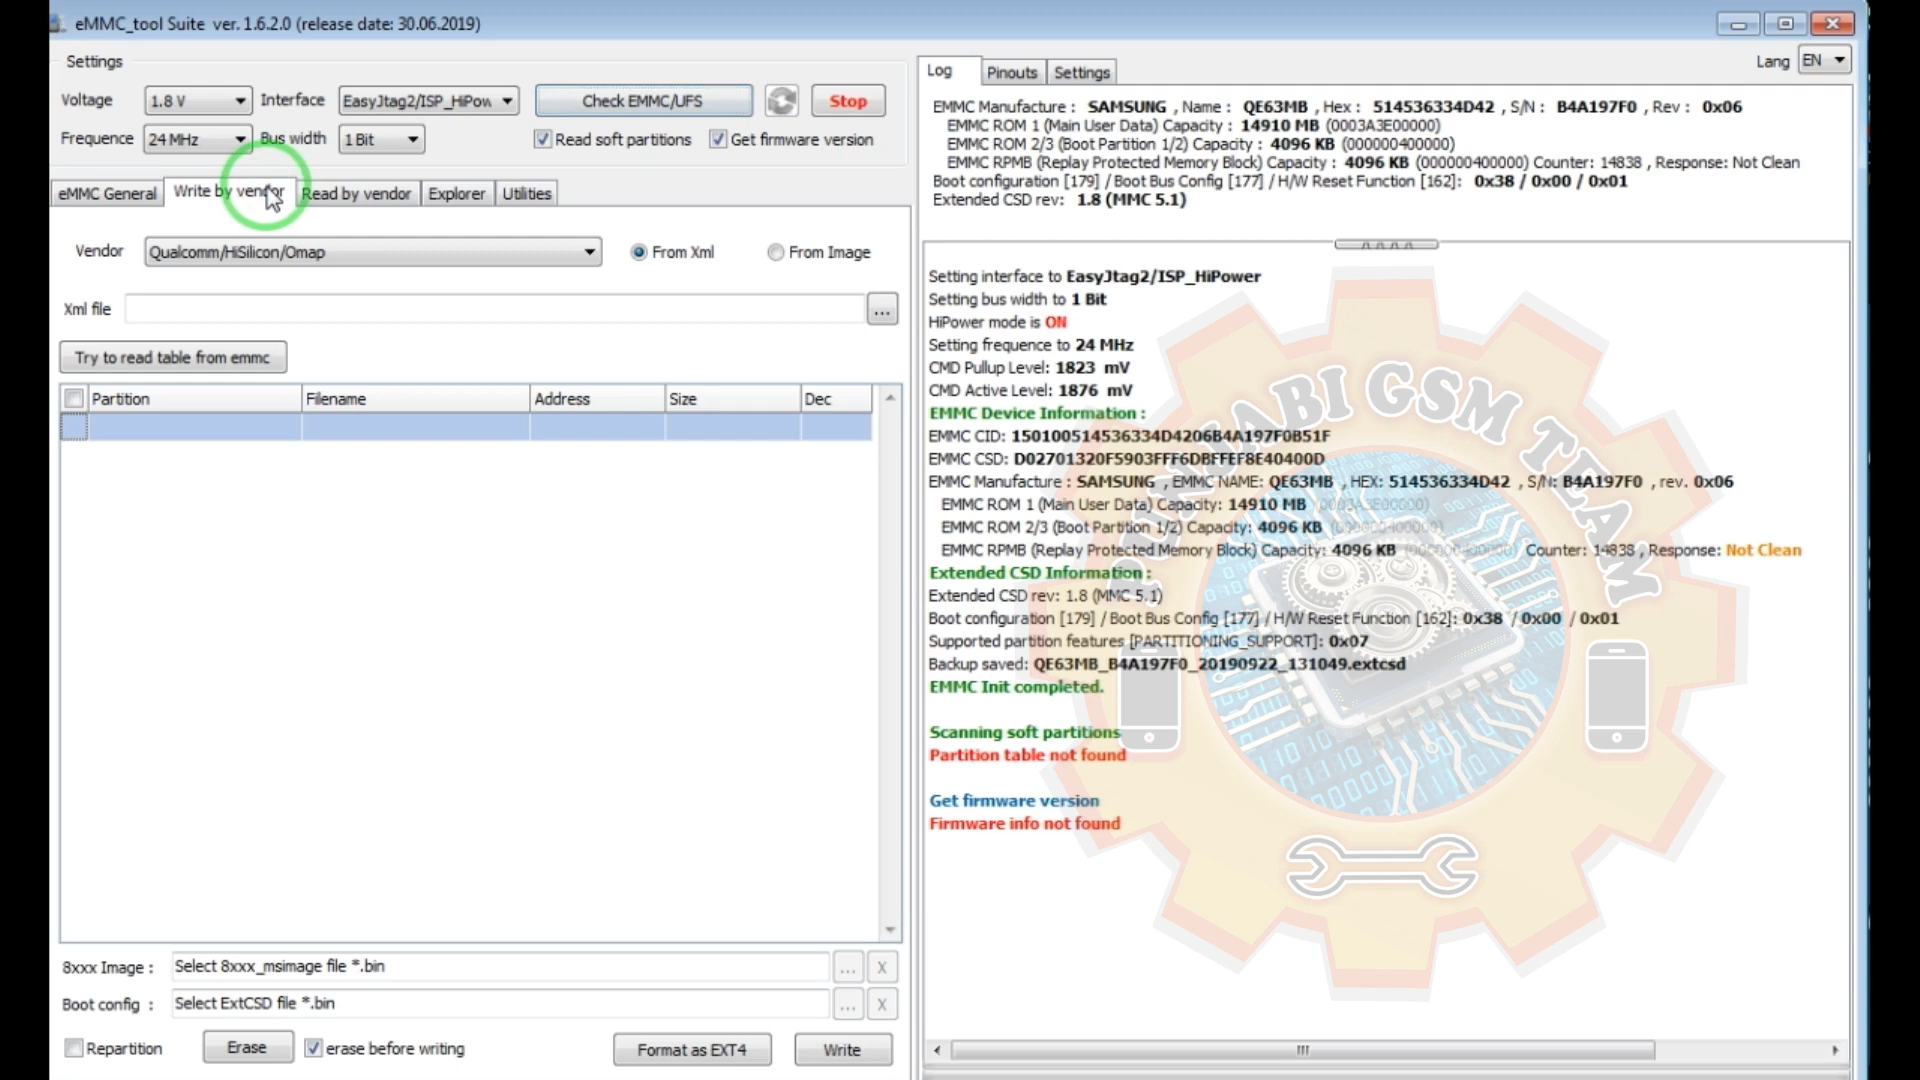 eMMC_tool Suite ver. 1.6.2.0 (release date: 30.06.2019)
Settings
Voltage 1.8 V Interface EasyJtag2/ISP_HiPow Check EMMC/UFS Stop
Frequence 24 MHz Bus width 1 Bit Read soft partitions Get firmware version
eMMC General Write by vendor Read by vendor Explorer Utilities
Vendor Qualcomm/HiSilicon/Omap From Xml From Image
Xml file ...
Try to read table from emmc
Partition Filename Address Size Dec
8xxx Image : Select 8xxx_msimage file *.bin ... X
Boot config : Select ExtCSD file *.bin ... X
Repartition Erase erase before writing Format as EXT4 Write
Log Pinouts Settings Lang EN
EMMC Manufacture : SAMSUNG , Name : QE63MB , Hex : 514536334D42 , S/N : B4A197F0 , Rev : 0x06
EMMC ROM 1 (Main User Data) Capacity : 14910 MB (0003A3E00000)
EMMC ROM 2/3 (Boot Partition 1/2) Capacity : 4096 KB (000000400000)
EMMC RPMB (Replay Protected Memory Block) Capacity : 4096 KB (000000400000) Counter: 14838 , Response: Not Clean
Boot configuration [179] / Boot Bus Config [177] / H/W Reset Function [162]: 0x38 / 0x00 / 0x01
Extended CSD rev: 1.8 (MMC 5.1)
Setting interface to EasyJtag2/ISP_HiPower
Setting bus width to 1 Bit
HiPower mode is ON
Setting frequence to 24 MHz
CMD Pullup Level: 1823 mV
CMD Active Level: 1876 mV
EMMC Device Information :
EMMC CID: 150100514536334D4206B4A197F0B51F
EMMC CSD: D02701320F5903FFF6DBFFEF8E40400D
EMMC Manufacture : SAMSUNG , EMMC NAME: QE63MB , HEX: 514536334D42 , S/N: B4A197F0 , rev. 0x06
EMMC ROM 1 (Main User Data) Capacity: 14910 MB (0003A3E00000)
EMMC ROM 2/3 (Boot Partition 1/2) Capacity: 4096 KB (000000400000)
EMMC RPMB (Replay Protected Memory Block) Capacity: 4096 KB (000000400000) Counter: 14838 , Response: Not Clean
Extended CSD Information :
Extended CSD rev: 1.8 (MMC 5.1)
Boot configuration [179] / Boot Bus Config [177] / H/W Reset Function [162]: 0x38 / 0x00 / 0x01
Supported partition features [PARTITIONING_SUPPORT]: 0x07
Backup saved: QE63MB_B4A197F0_20190922_131049.extcsd
EMMC Init completed.
Scanning soft partitions
Partition table not found
Get firmware version
Firmware info not found
PUNJABI GSM TEAM